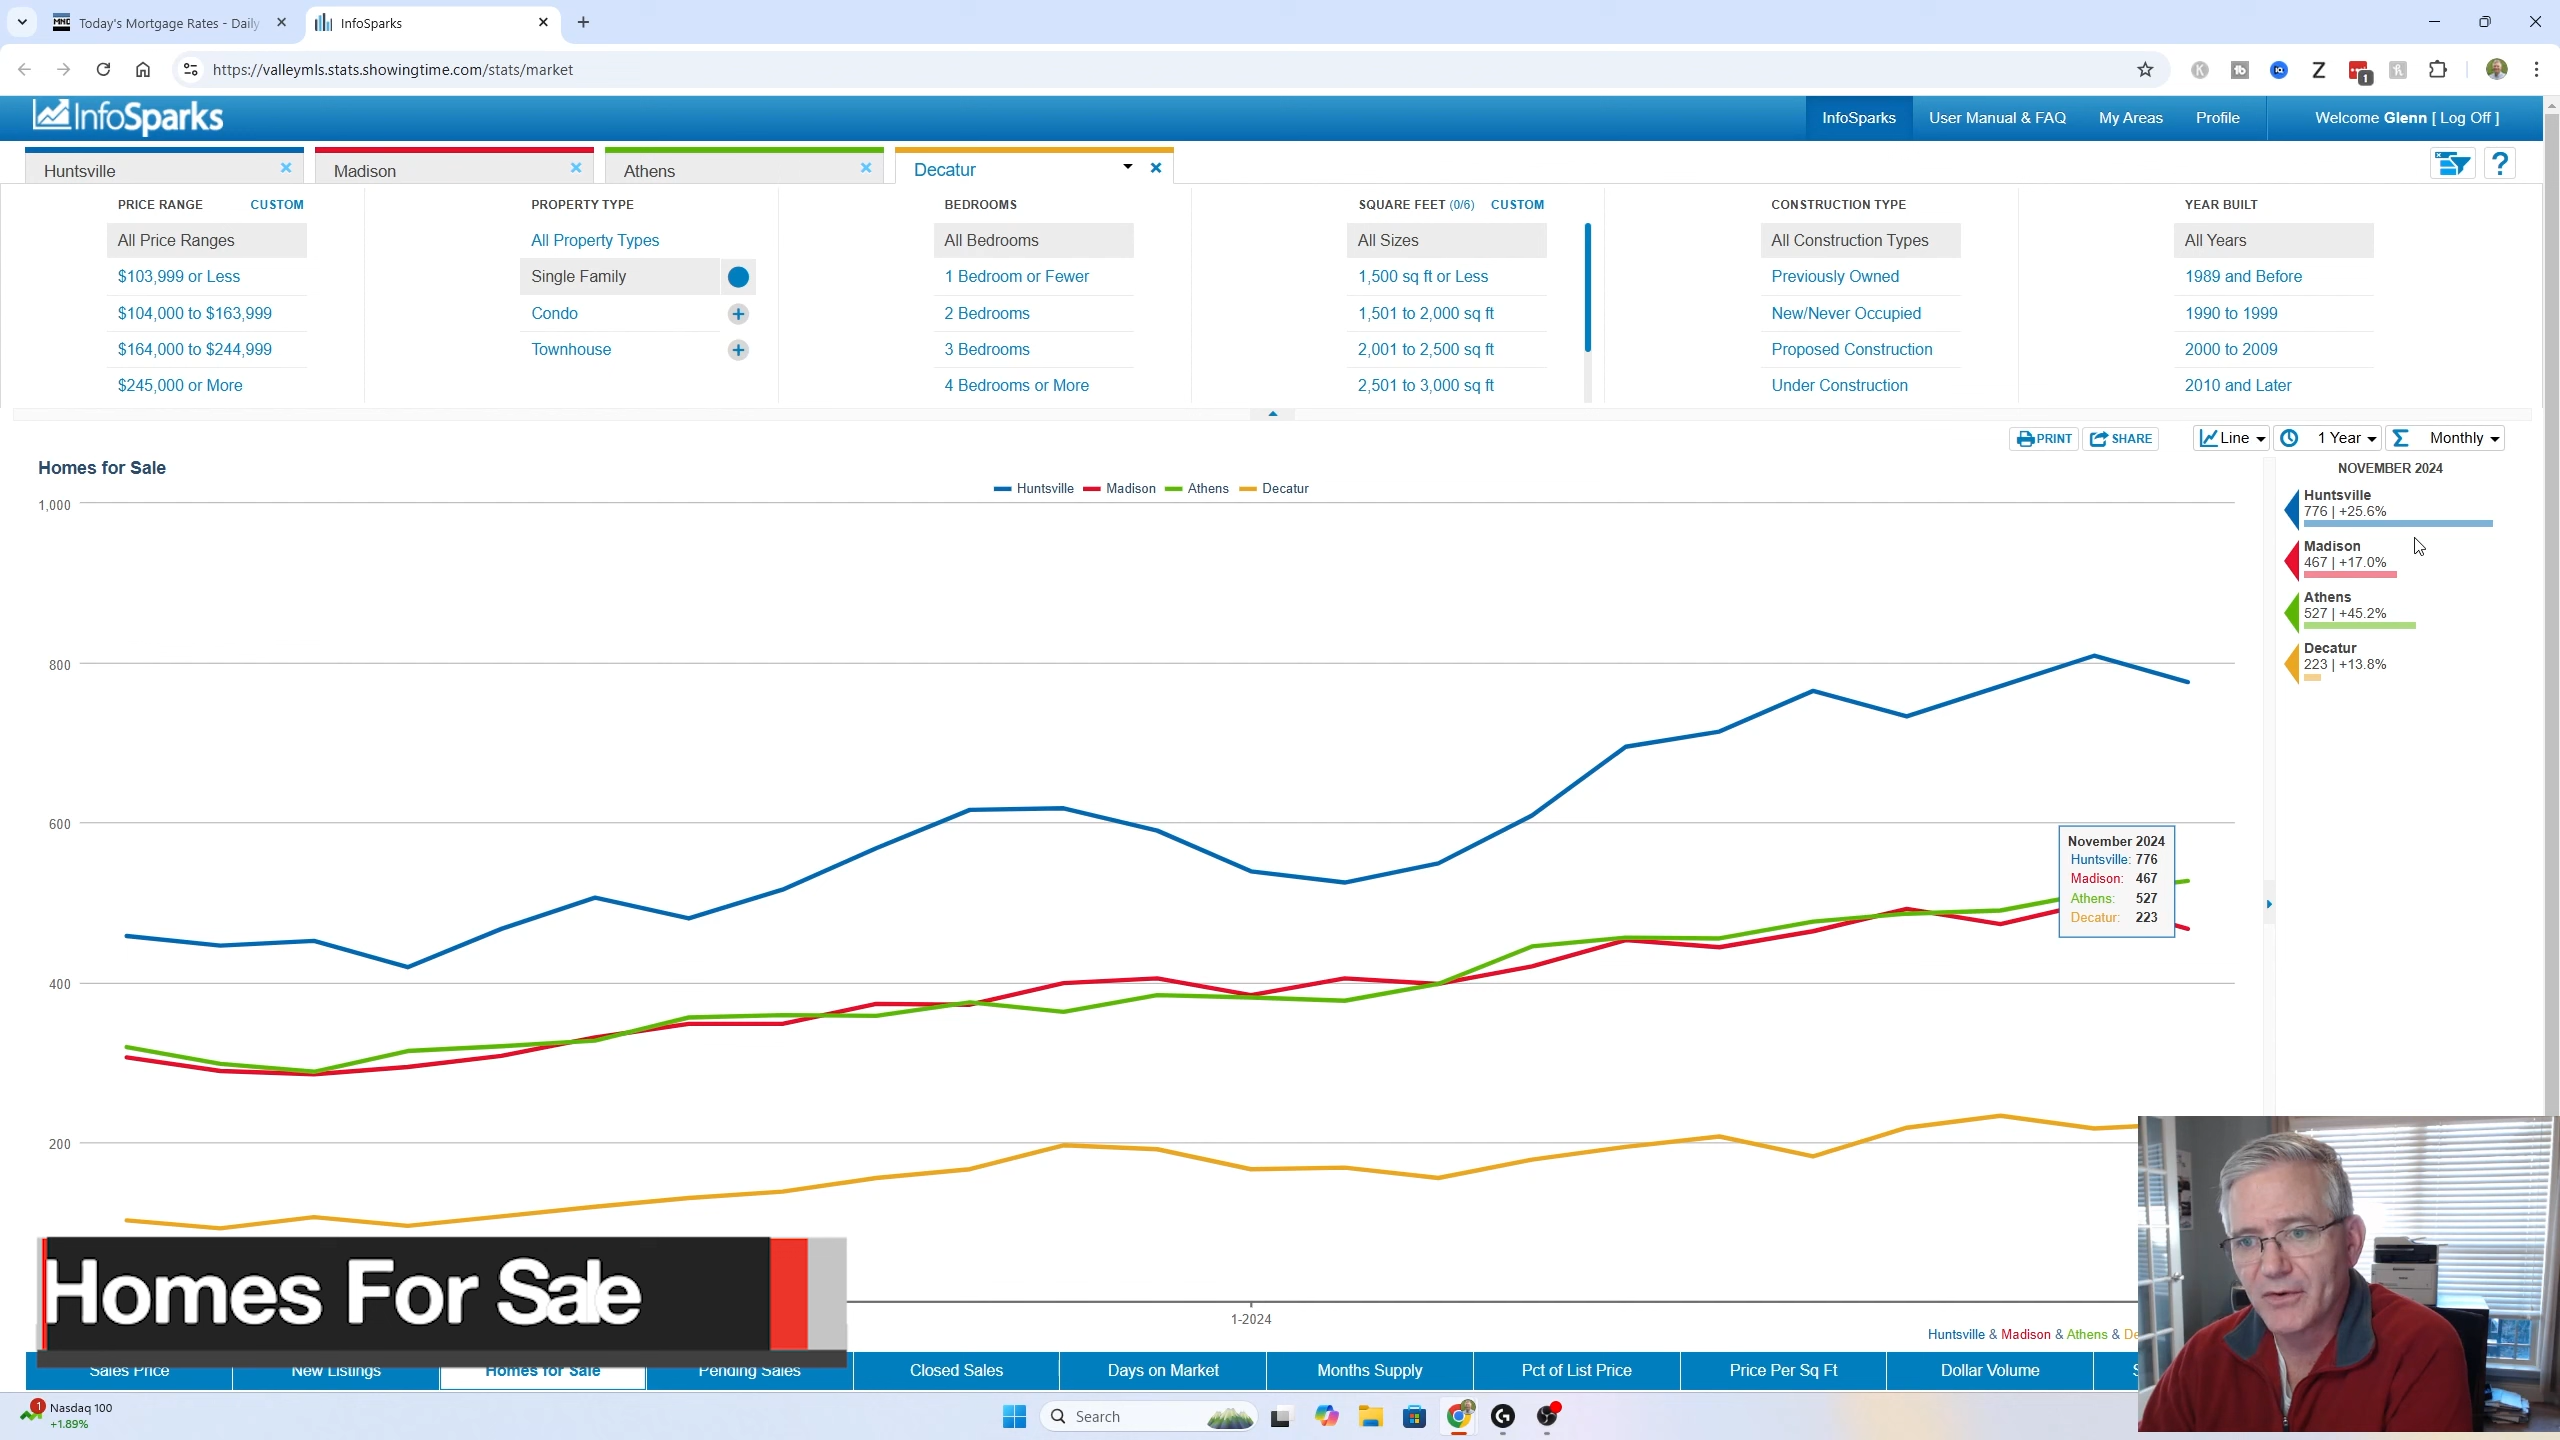 Today's Mortgage Rates - Daily
InfoSparks
https://valleymls.stats.showingtime.com/stats/market
InfoSparks
InfoSparks
User Manual & FAQ
My Areas
Profile
Welcome Glenn [ Log Off ]
Huntsville
Madison
Athens
Decatur
PRICE RANGE CUSTOM
All Price Ranges
$103,999 or Less
$104,000 to $163,999
$164,000 to $244,999
$245,000 or More
PROPERTY TYPE
All Property Types
Single Family
Condo
Townhouse
BEDROOMS
All Bedrooms
1 Bedroom or Fewer
2 Bedrooms
3 Bedrooms
4 Bedrooms or More
SQUARE FEET (0/6) CUSTOM
All Sizes
1,500 sq ft or Less
1,501 to 2,000 sq ft
2,001 to 2,500 sq ft
2,501 to 3,000 sq ft
CONSTRUCTION TYPE
All Construction Types
Previously Owned
New/Never Occupied
Proposed Construction
Under Construction
YEAR BUILT
All Years
1989 and Before
1990 to 1999
2000 to 2009
2010 and Later
PRINT
SHARE
Line
1 Year
Monthly
Homes for Sale
Huntsville Madison Athens Decatur
1,000
800
600
400
200
1-2024
November 2024
Huntsville: 776
Madison: 467
Athens: 527
Decatur: 223
NOVEMBER 2024
Huntsville
776 | +25.6%
Madison
467 | +17.0%
Athens
527 | +45.2%
Decatur
223 | +13.8%
Homes For Sale
Huntsville & Madison & Athens & De
Sales Price
New Listings
Homes for Sale
Pending Sales
Closed Sales
Days on Market
Months Supply
Pct of List Price
Price Per Sq Ft
Dollar Volume
S
1
Nasdaq 100
+1.89%
Search